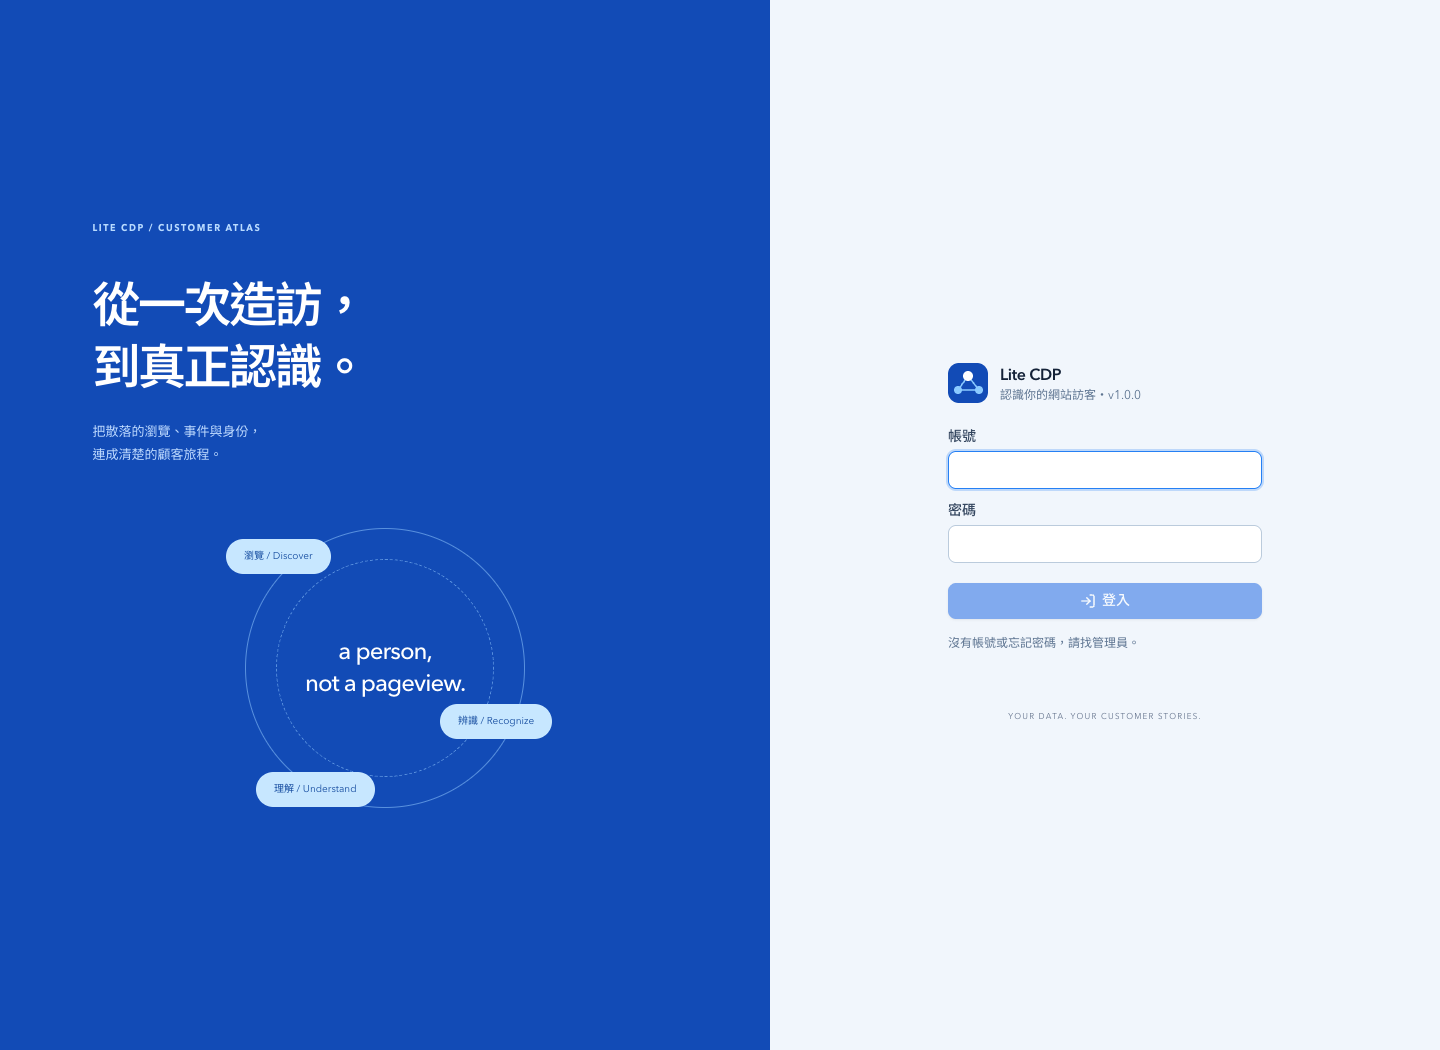 LITE CDP / CUSTOMER ATLAS
從一次造訪，
到真正認識。
把散落的瀏覽、事件與身份，
連成清楚的顧客旅程。
瀏覽 / Discover
a person,
not a pageview.
辨識 / Recognize
理解 / Understand
Lite CDP
認識你的網站訪客・v1.0.0
帳號
密碼
登入
沒有帳號或忘記密碼，請找管理員。
YOUR DATA. YOUR CUSTOMER STORIES.